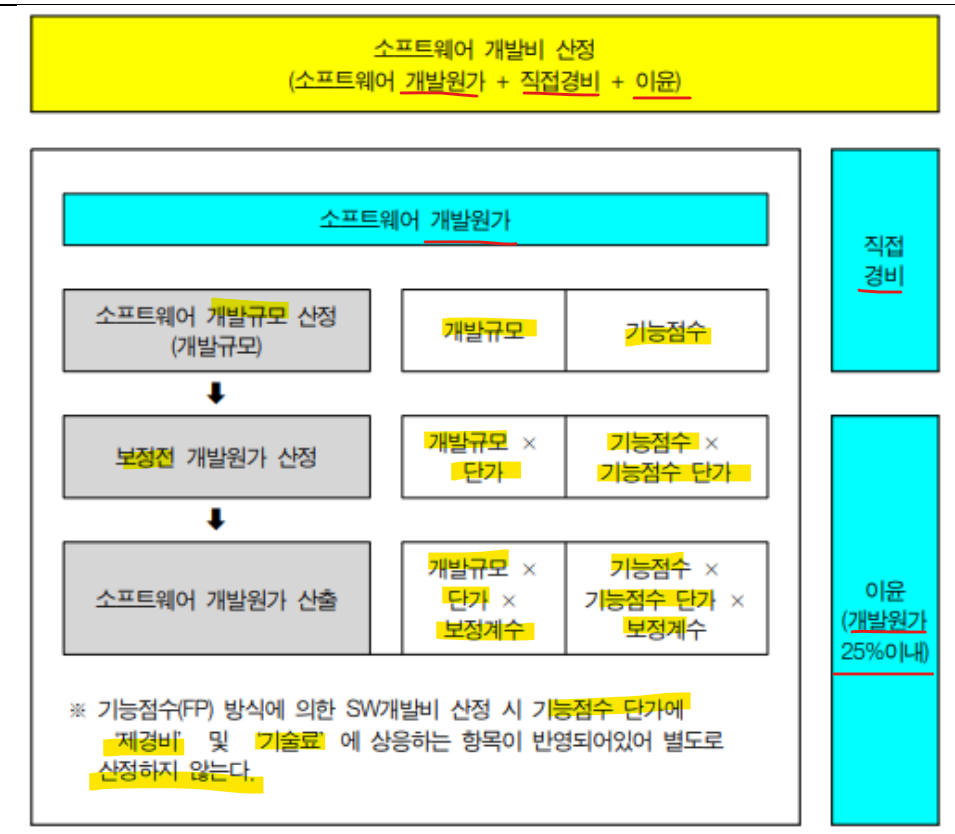 소프트웨어 개발비 산정
(소프트웨어 개발원가 + 직접경비 + 이윤)
소프트웨어 개발원가
직접
경비
소프트웨어 개발규모 산정
(개발규모)
개발규모
기능점수
보정전 개발원가 산정
개발규모 ×
단가
기능점수 ×
기능점수 단가
소프트웨어 개발원가 산출
개발규모 ×
단가 ×
보정계수
기능점수 ×
기능점수 단가 ×
보정계수
이윤
(개발원가
25%이내)
※ 기능점수(FP) 방식에 의한 SW개발비 산정 시 기능점수 단가에
'제경비' 및 '기술료' 에 상응하는 항목이 반영되어있어 별도로
산정하지 않는다.